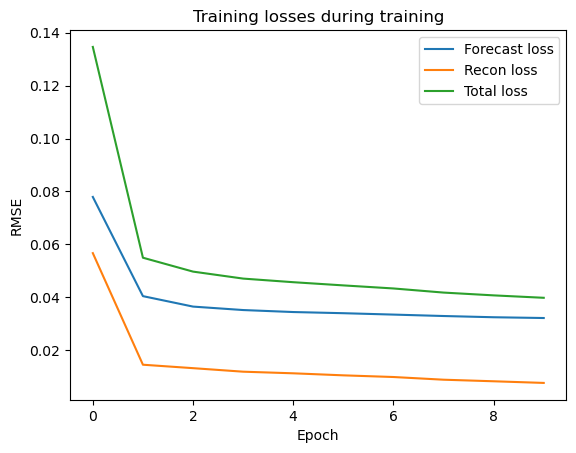 Training losses during training
0.14
0.12
0.10
0.08
0.06
0.04
0.02
RMSE
Forecast loss
Recon loss
Total loss
0
2
4
6
8
Epoch